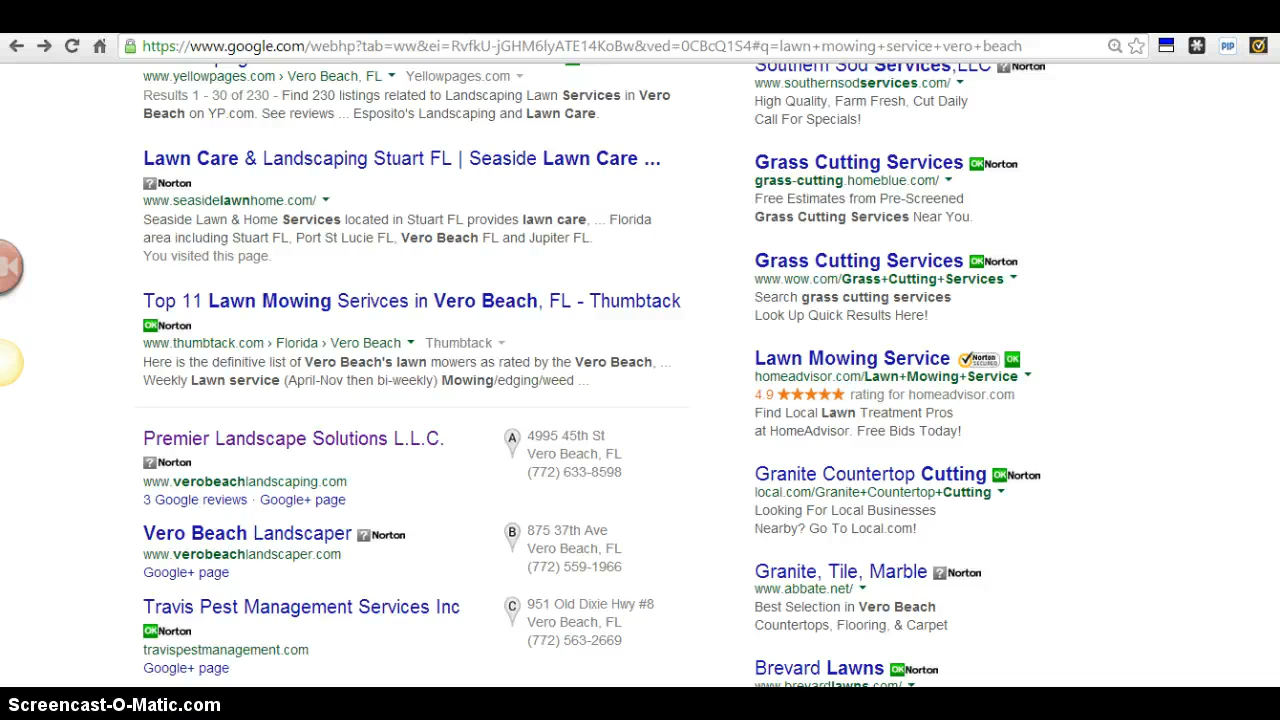 https://www.google.com/webhp?tab=ww&ei=RvfkU-jGHM6lyATE14KoBw&ved=0CBcQ1S4#q=lawn+mowing+service+vero+beach
PIP
www.yellowpages.com › Vero Beach, FL Yellowpages.com
Results 1 - 30 of 230 - Find 230 listings related to Landscaping Lawn Services in Vero
Beach on YP.com. See reviews ... Esposito's Landscaping and Lawn Care.
Lawn Care & Landscaping Stuart FL | Seaside Lawn Care ...
? Norton
www.seasidelawnhome.com/
Seaside Lawn & Home Services located in Stuart FL provides lawn care, ... Florida
area including Stuart FL, Port St Lucie FL, Vero Beach FL and Jupiter FL.
You visited this page.
Top 11 Lawn Mowing Serivces in Vero Beach, FL - Thumbtack
OK Norton
www.thumbtack.com › Florida › Vero Beach Thumbtack
Here is the definitive list of Vero Beach's lawn mowers as rated by the Vero Beach, ...
Weekly Lawn service (April-Nov then bi-weekly) Mowing/edging/weed ...
Premier Landscape Solutions L.L.C.
? Norton
www.verobeachlandscaping.com
3 Google reviews · Google+ page
A 4995 45th St
Vero Beach, FL
(772) 633-8598
Vero Beach Landscaper ? Norton
www.verobeachlandscaper.com
Google+ page
B 875 37th Ave
Vero Beach, FL
(772) 559-1966
Travis Pest Management Services Inc
OK Norton
travispestmanagement.com
Google+ page
C 951 Old Dixie Hwy #8
Vero Beach, FL
(772) 563-2669
Southern Sod Services,LLC ? Norton
www.southernsodservices.com/
High Quality, Farm Fresh, Cut Daily
Call For Specials!
Grass Cutting Services OK Norton
grass-cutting.homeblue.com/
Free Estimates from Pre-Screened
Grass Cutting Services Near You.
Grass Cutting Services OK Norton
www.wow.com/Grass+Cutting+Services
Search grass cutting services
Look Up Quick Results Here!
Lawn Mowing Service Norton SECURED OK
homeadvisor.com/Lawn+Mowing+Service
4.9 ★★★★★ rating for homeadvisor.com
Find Local Lawn Treatment Pros
at HomeAdvisor. Free Bids Today!
Granite Countertop Cutting OK Norton
local.com/Granite+Countertop+Cutting
Looking For Local Businesses
Nearby? Go To Local.com!
Granite, Tile, Marble ? Norton
www.abbate.net/
Best Selection in Vero Beach
Countertops, Flooring, & Carpet
Brevard Lawns OK Norton
www.brevardlawns.com/
Screencast-O-Matic.com